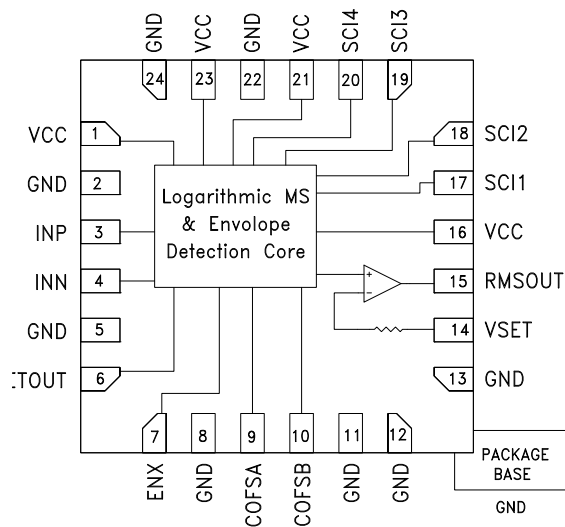 GND
VCC
GND
VCC
SCI4
SCI3
24
23
22
21
20
19
VCC
1
GND
2
INP
3
INN
4
GND
5
:TOUT
6
Logarithmic MS
& Envolope
Detection Core
+
-
18
SCI2
17
SCI1
16
VCC
15
RMSOUT
14
VSET
13
GND
7
8
9
10
11
12
ENX
GND
COFSA
COFSB
GND
GND
PACKAGE
BASE
GND